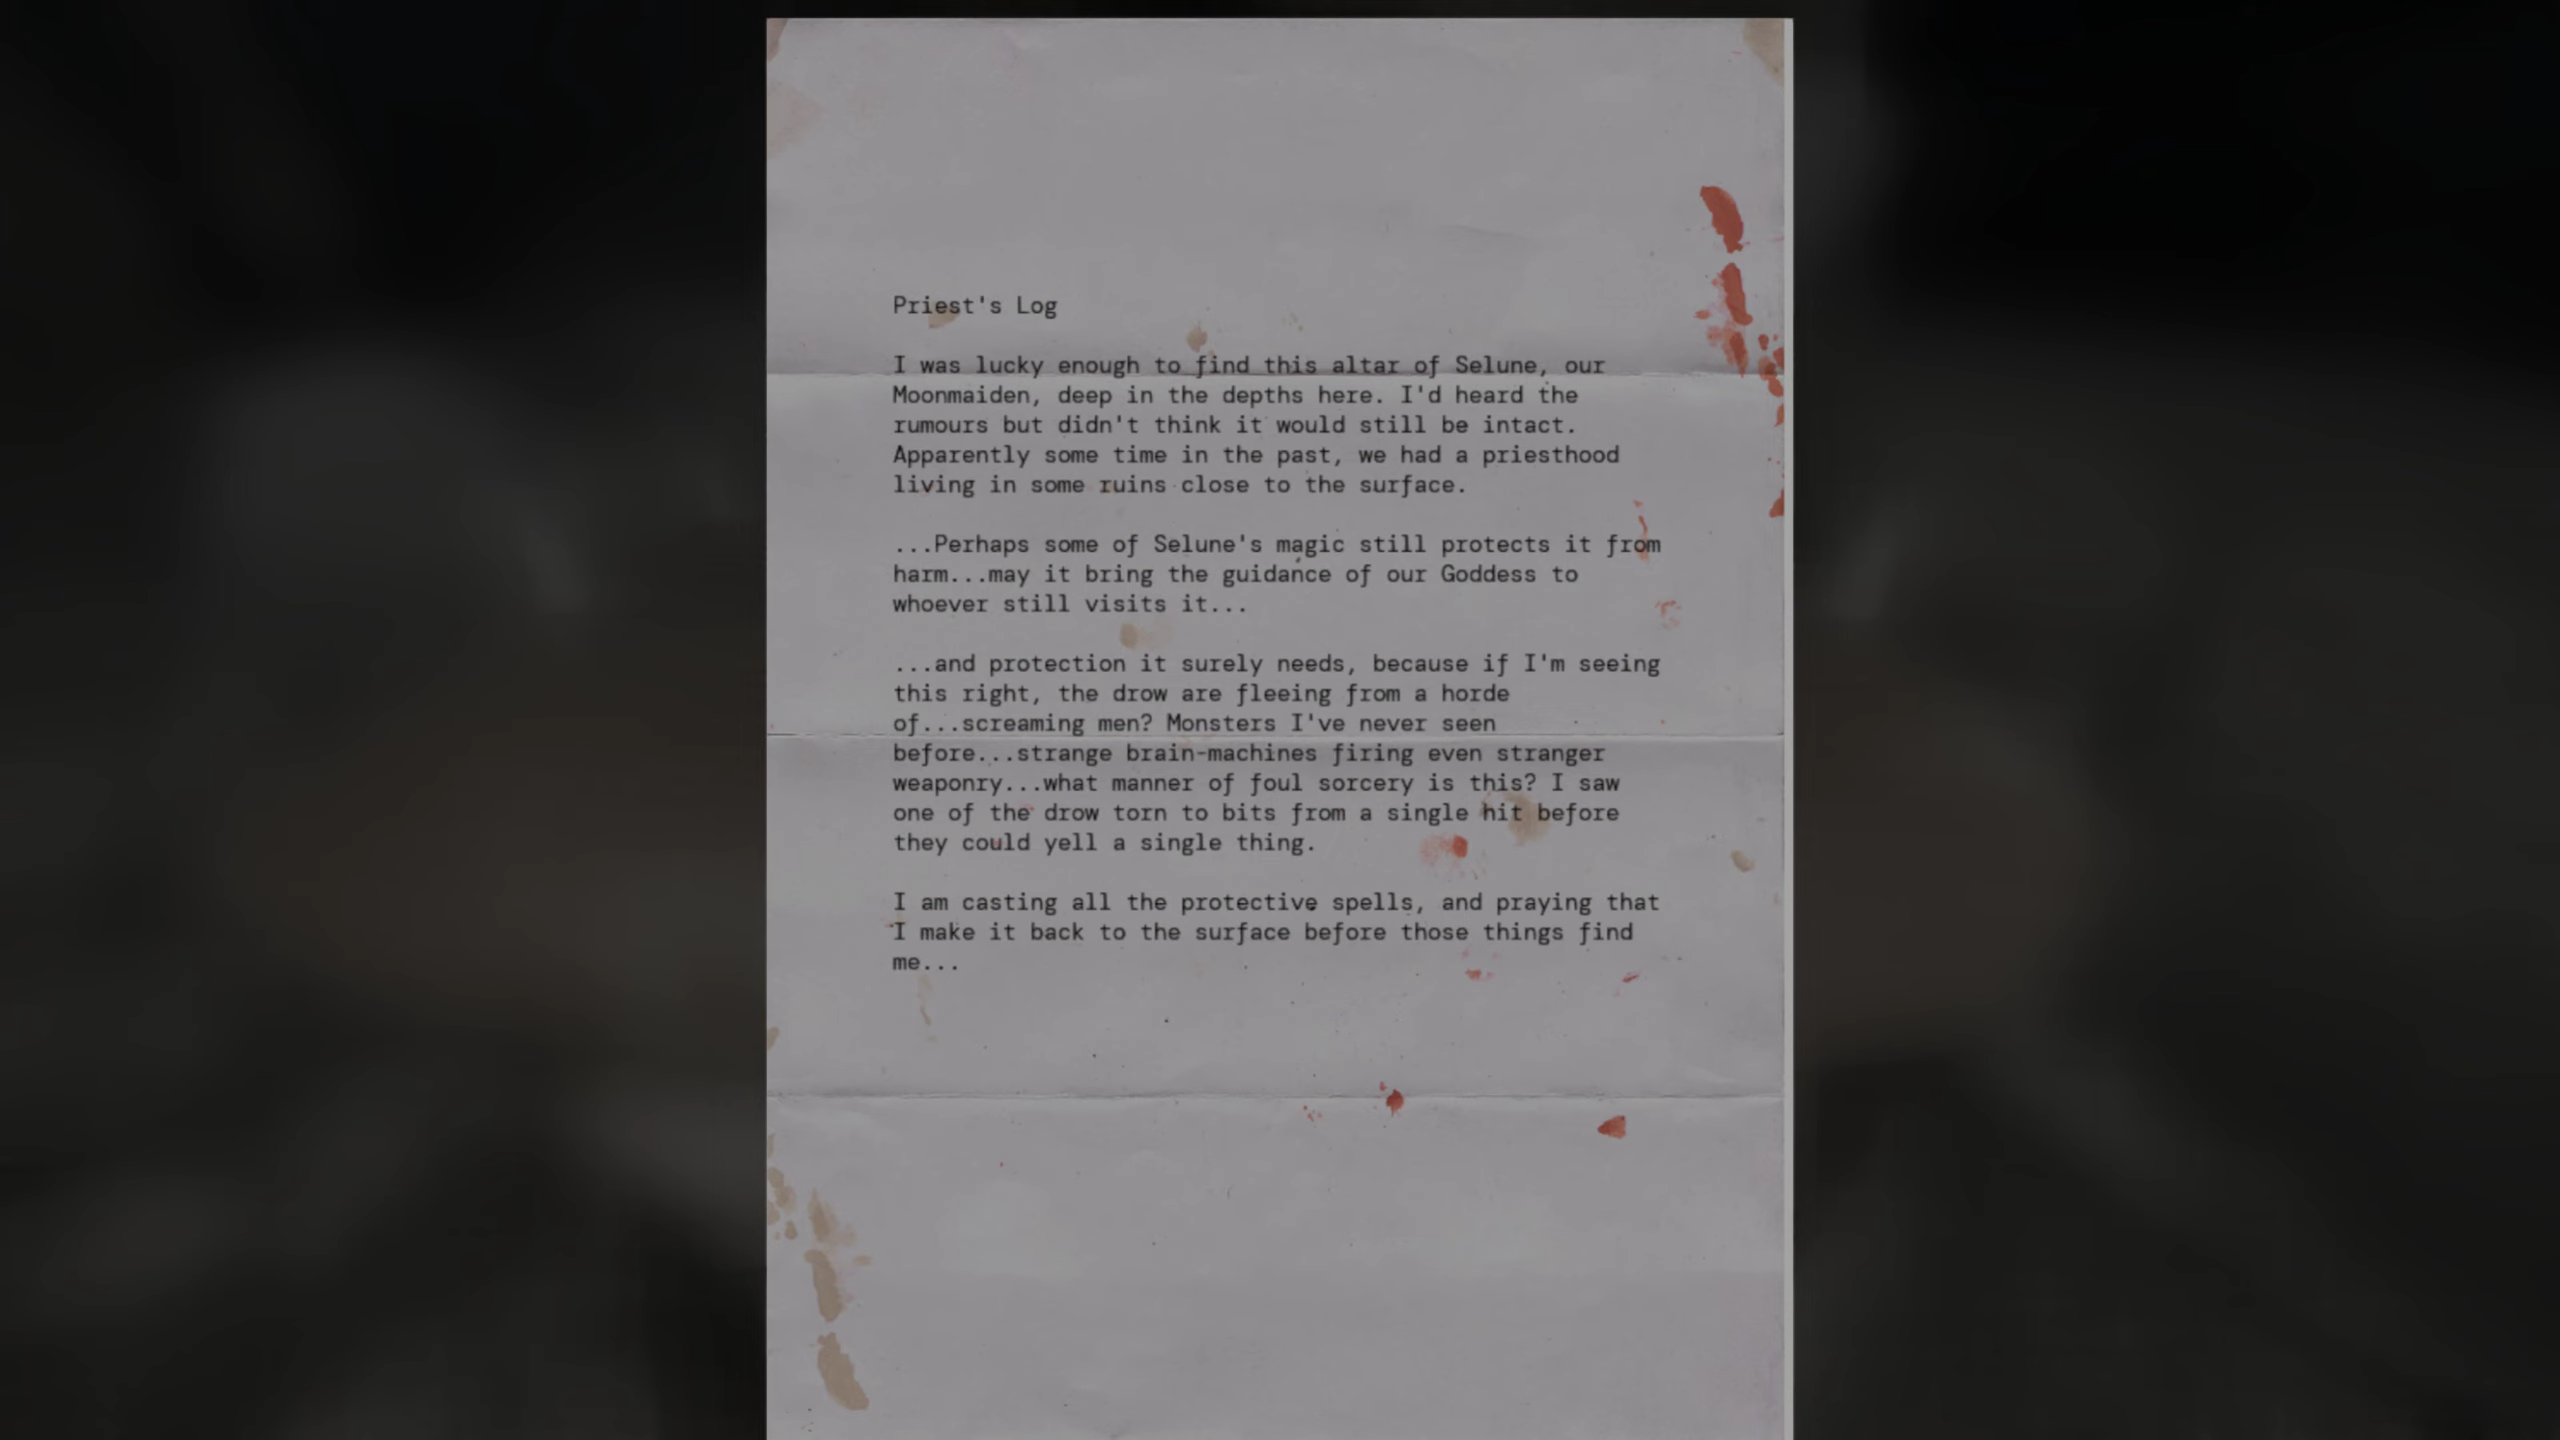 Priest's Log
I was lucky enough to find this altar of Selune, our
Moonmaiden, deep in the depths here. I'd heard the
rumours but didn't think it would still be intact.
Apparently some time in the past, we had a priesthood
living in some ruins close to the surface.
...Perhaps some of Selune's magic still protects it from
harm...may it bring the guidance of our Goddess to
whoever still visits it...
...and protection it surely needs, because if I'm seeing
this right, the drow are fleeing from a horde
of...screaming men? Monsters I've never seen
before...strange brain-machines firing even stranger
weaponry...what manner of foul sorcery is this? I saw
one of the drow torn to bits from a single hit before
they could yell a single thing.
I am casting all the protective spells, and praying that
I make it back to the surface before those things find
me...